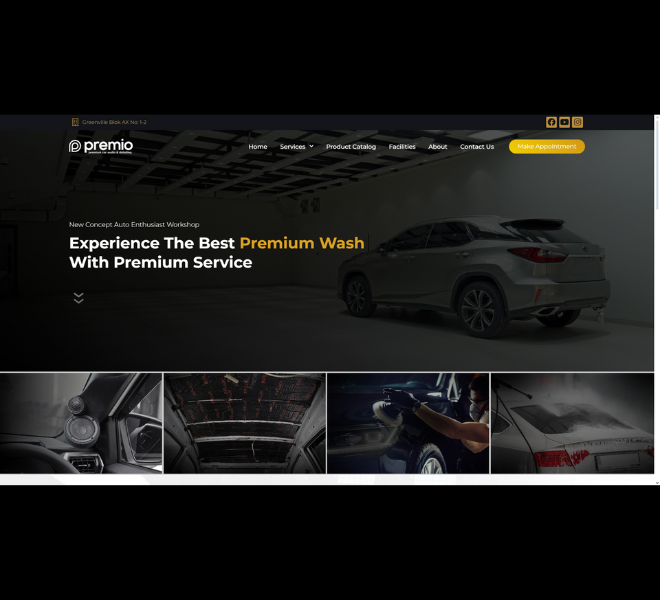 Greenville Blok AX No: 1-2
premio
premium car audio & detailing
Home Services Product Catalog Facilities About Contact Us Make Appointment
New Concept Auto Enthusiast Workshop
Experience The Best Premium Wash
With Premium Service